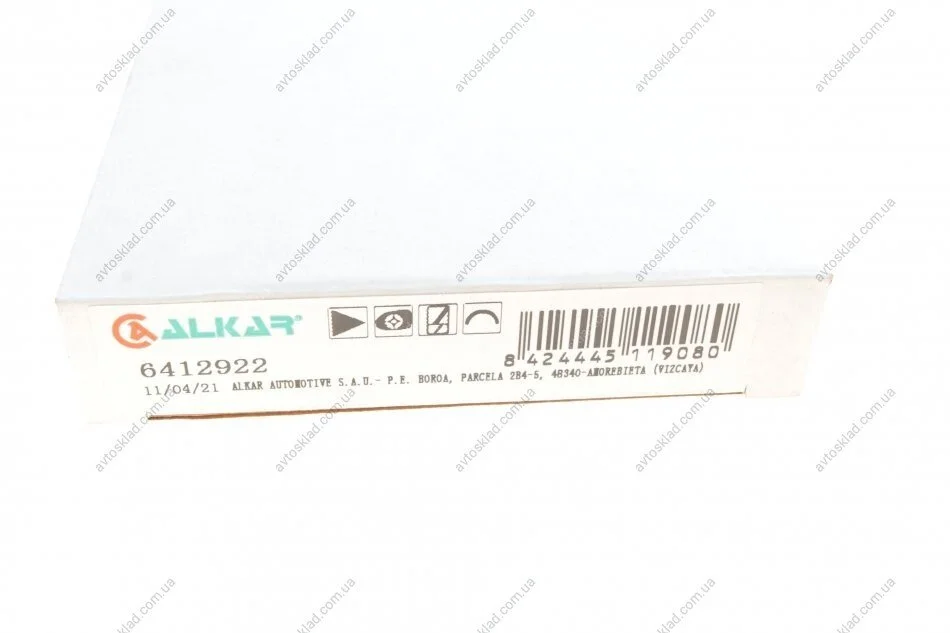 ALKAR
6412922
8 424445 119080
11/04/21 ALKAR AUTOMOTIVE S.A.U.- P.E. BOROA, PARCELA 2B4-5, 48340-AMOREBIETA (VIZCAYA)
avtosklad.com.ua